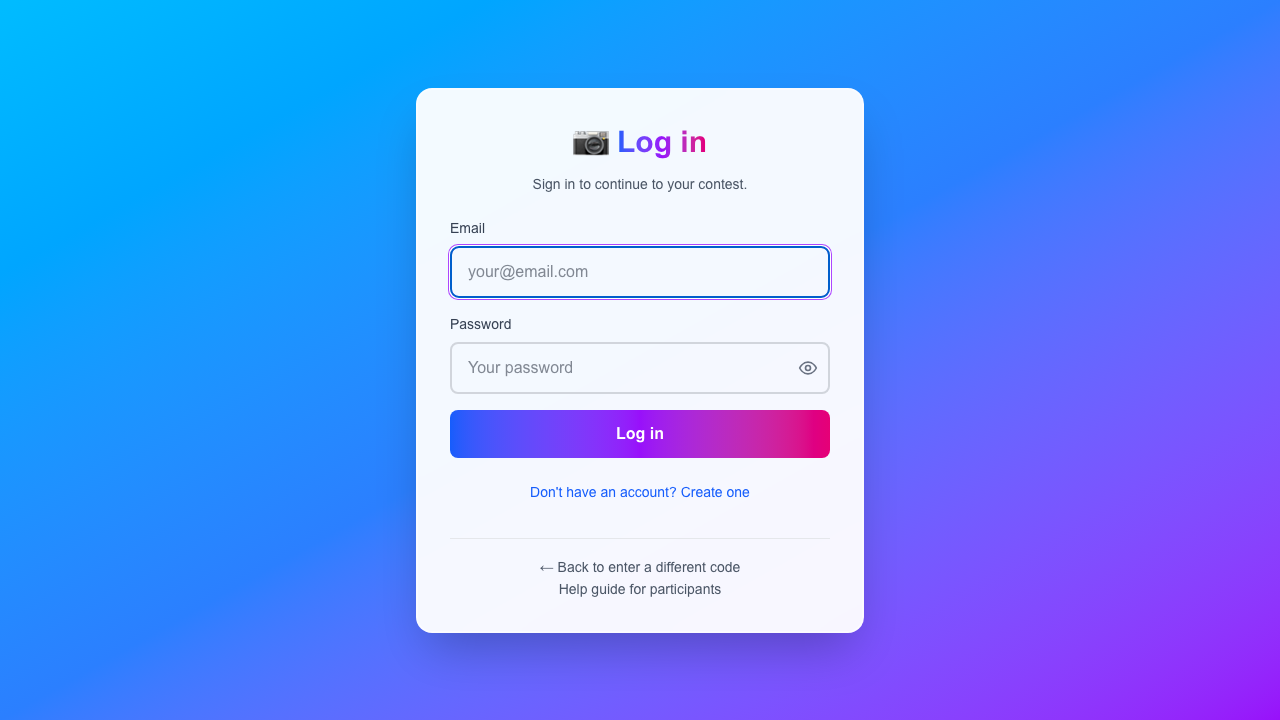 Log in
Sign in to continue to your contest.
Email
your@email.com
Password
Your password
Log in
Don't have an account? Create one
← Back to enter a different code
Help guide for participants